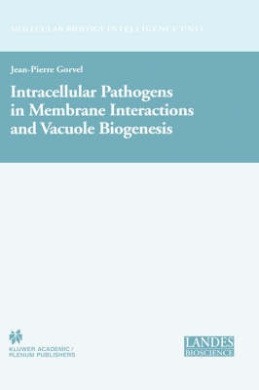 MOLECULAR BIOLOGY INTELLIGENCE UNIT
Jean-Pierre Gorvel
Intracellular Pathogens
in Membrane Interactions
and Vacuole Biogenesis
KLUWER ACADEMIC /
PLENUM PUBLISHERS
LANDES
BIOSCIENCE